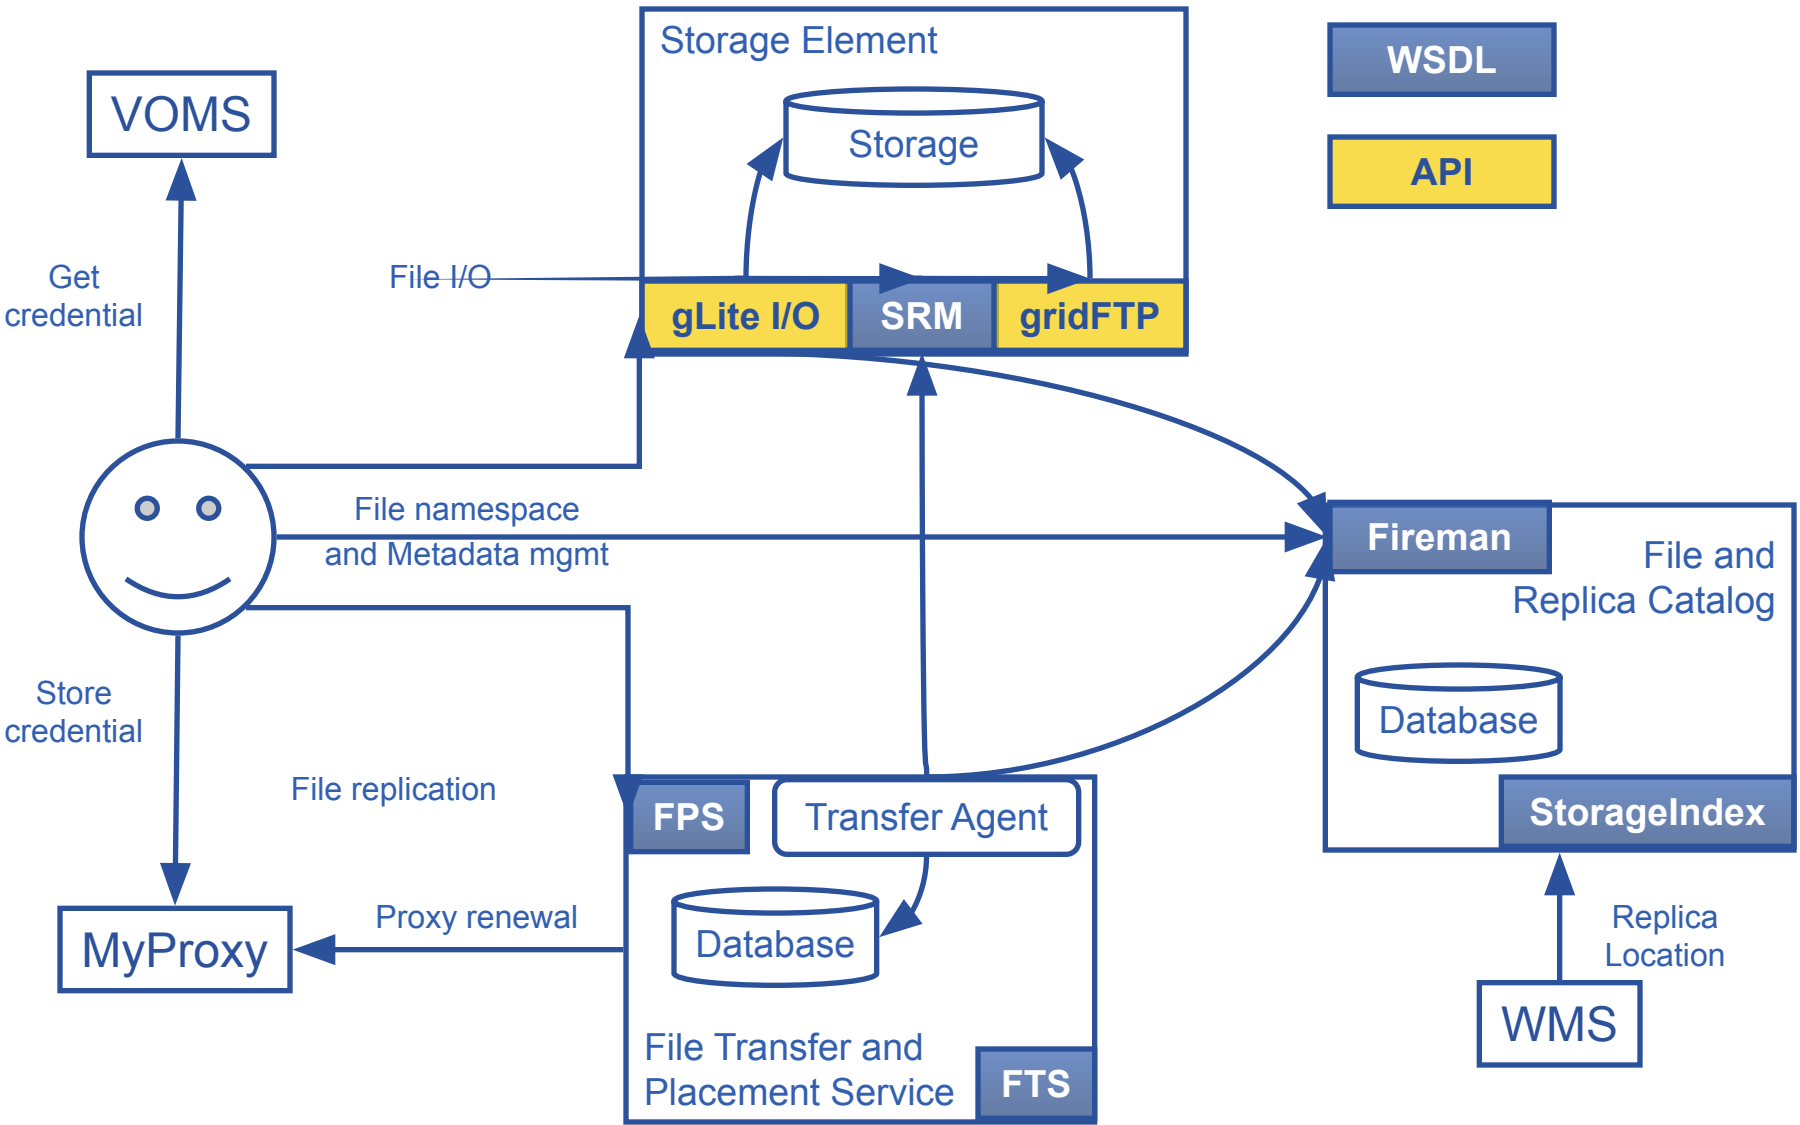 Storage Element
WSDL
VOMS
Storage
API
Get
credential
File I/O
gLite I/O
SRM
gridFTP
File namespace
and Metadata mgmt
Fireman
File and
Replica Catalog
Store
credential
Database
File replication
FPS
Transfer Agent
StorageIndex
Proxy renewal
MyProxy
Database
Replica
Location
WMS
File Transfer and
Placement Service
FTS